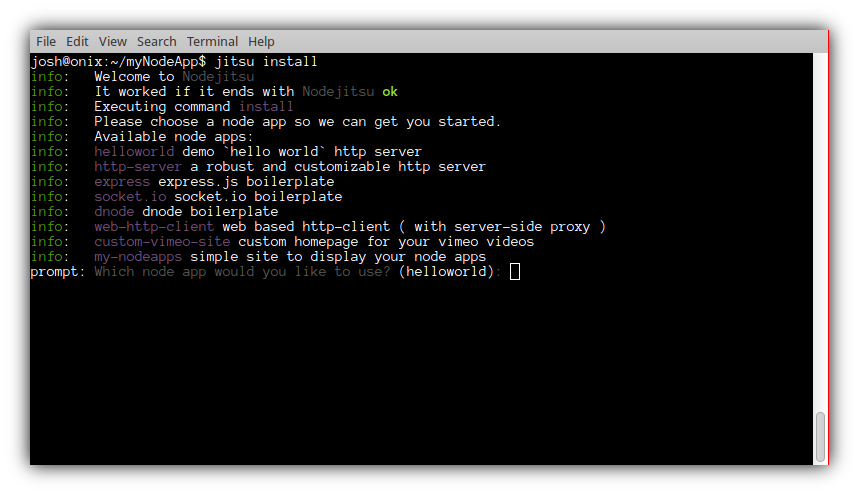 File Edit View Search Terminal Help
josh@onix:~/myNodeApp$ jitsu install
info:   Welcome to Nodejitsu
info:   It worked if it ends with Nodejitsu ok
info:   Executing command install
info:   Please choose a node app so we can get you started.
info:   Available node apps:
info:   helloworld demo `hello world` http server
info:   http-server a robust and customizable http server
info:   express express.js boilerplate
info:   socket.io socket.io boilerplate
info:   dnode dnode boilerplate
info:   web-http-client web based http-client ( with server-side proxy )
info:   custom-vimeo-site custom homepage for your vimeo videos
info:   my-nodeapps simple site to display your node apps
prompt: Which node app would you like to use? (helloworld):